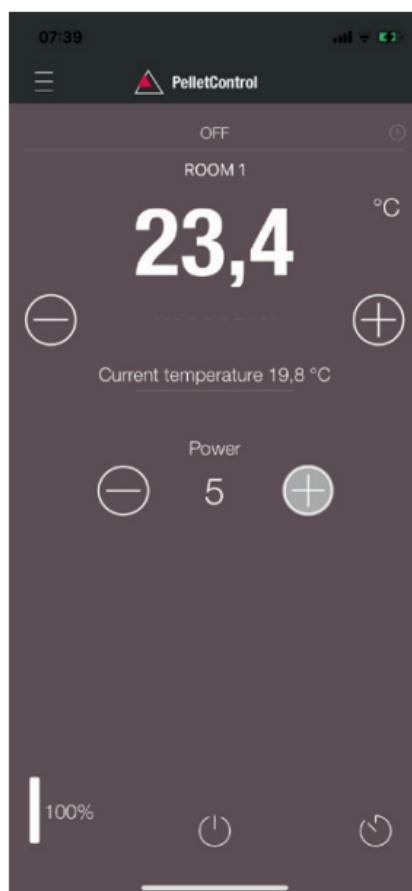 07:39
PelletControl
OFF
ROOM 1
°C
23,4
Current temperature 19,8 °C
Power
5
100%